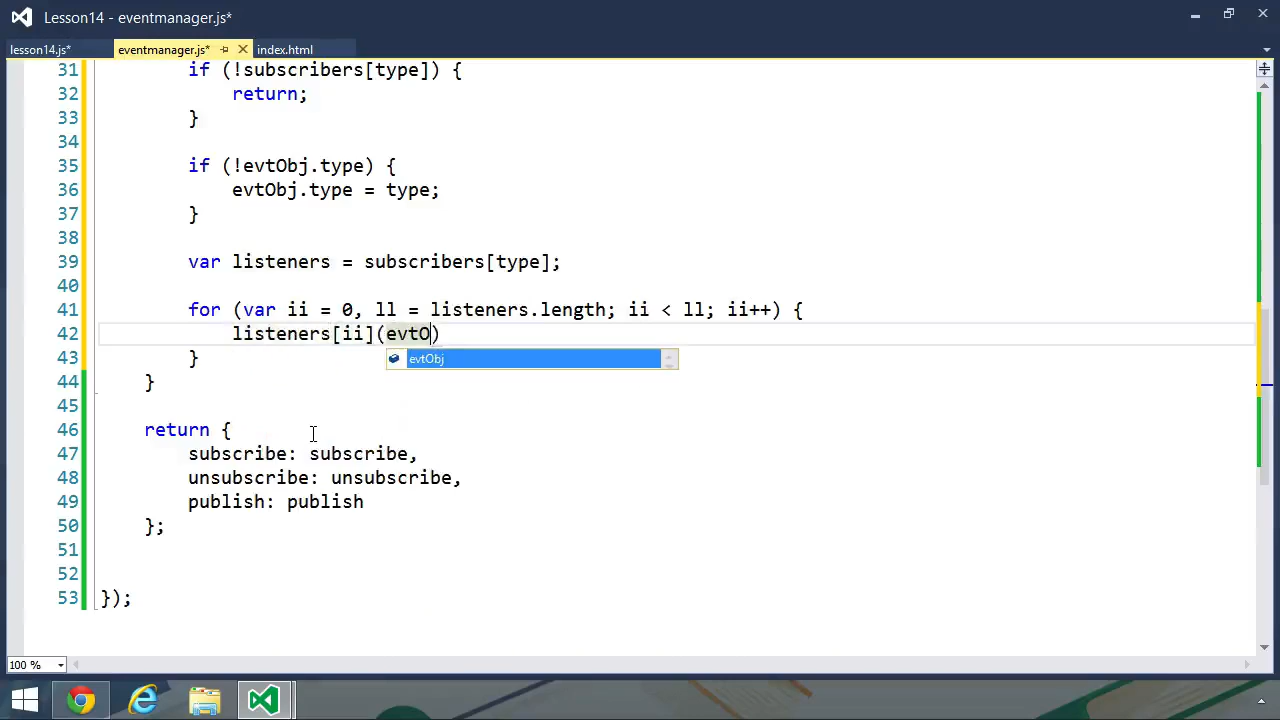 Lesson14 - eventmanager.js*
lesson14.js* eventmanager.js* index.html
31 if (!subscribers[type]) {
32 return;
33 }
34
35 if (!evtObj.type) {
36 evtObj.type = type;
37 }
38
39 var listeners = subscribers[type];
40
41 for (var ii = 0, ll = listeners.length; ii < ll; ii++) {
42 listeners[ii](evtO)
43 }
evtObj
44 }
45
46 return {
47 subscribe: subscribe,
48 unsubscribe: unsubscribe,
49 publish: publish
50 };
51
52
53 });
100 %